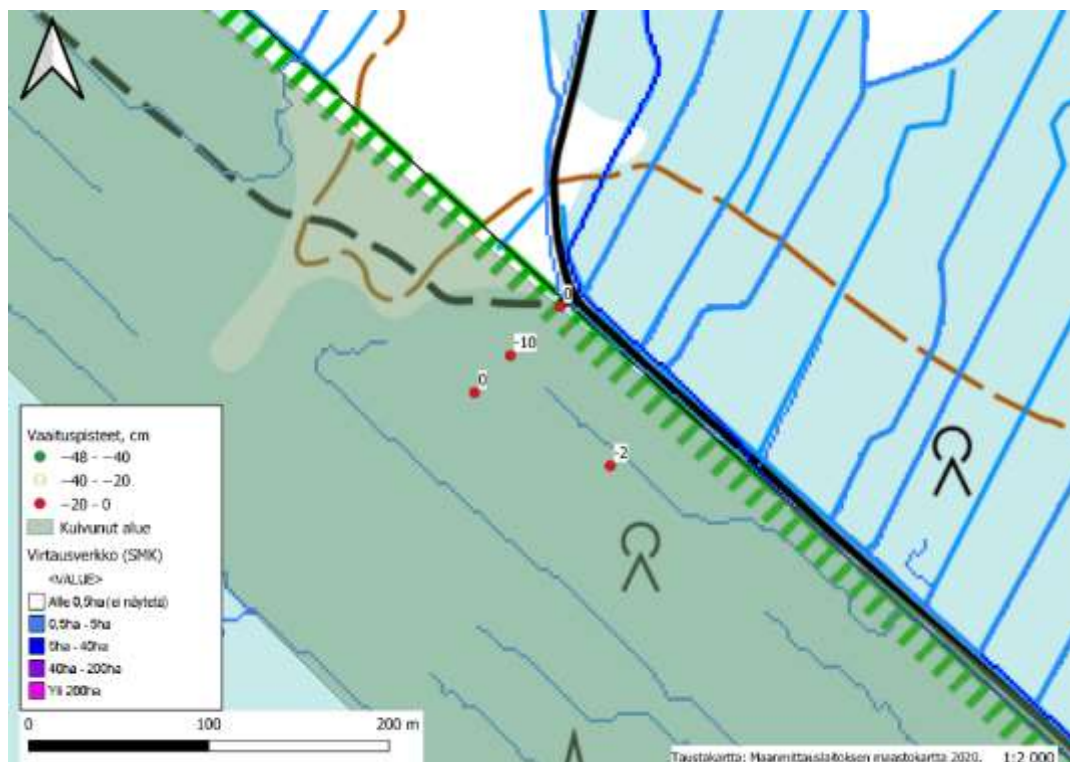 0
-10
0
-2
Vaaituspisteet, cm
−48 - −40
−40 - −20
−20 - 0
Kuivunut alue
Virtausverkko (SMK)
<VALUE>
Alle 0,5ha (ei näytetä)
0,5ha - 5ha
5ha - 40ha
40ha - 200ha
Yli 200ha
0 100 200 m
Taustakartta: Maanmittauslaitoksen maastokartta 2020. 1:2 000